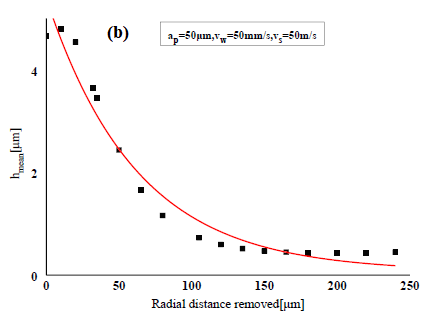 (b)
ap=50μm,vw=50mm/s,vs=50m/s
hmean[μm]
4
2
0
0 50 100 150 200 250
Radial distance removed[μm]